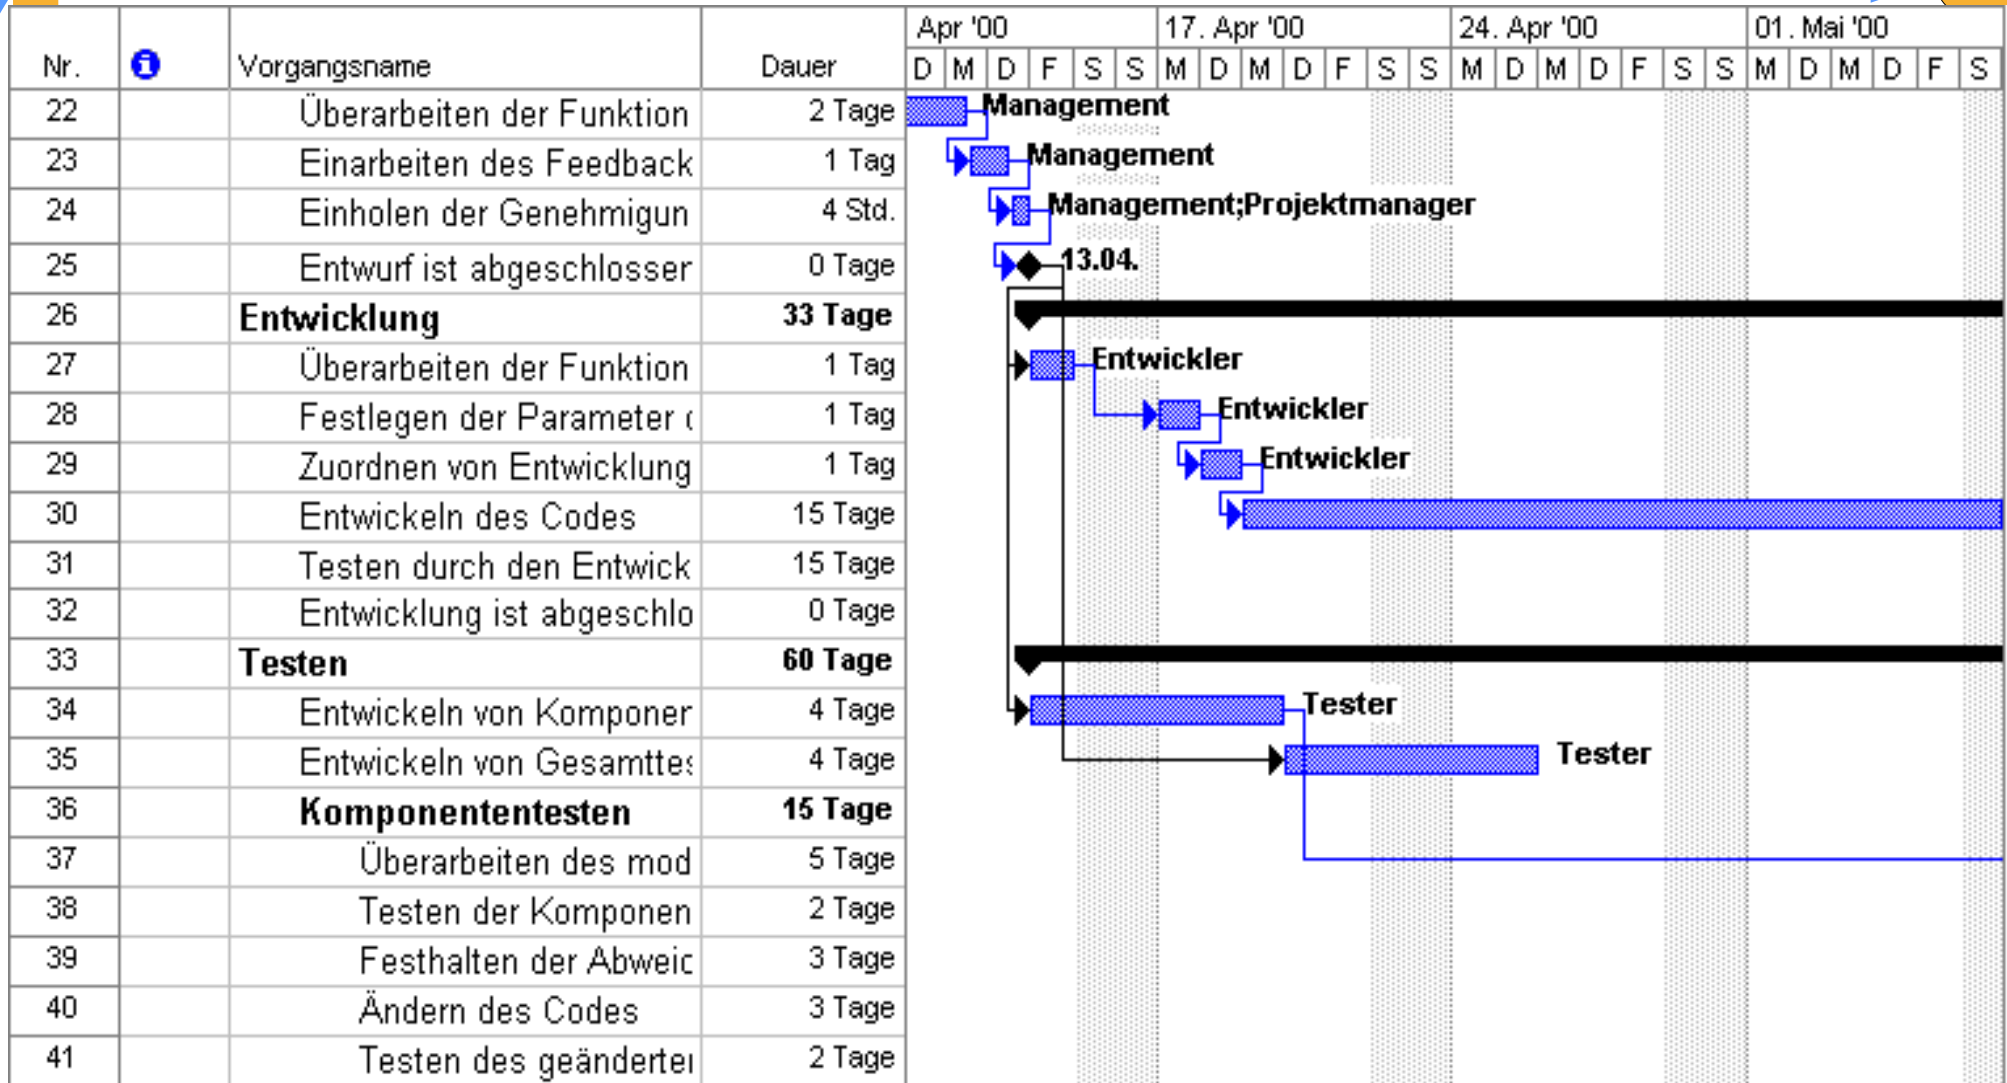 Apr '00 17. Apr '00 24. Apr '00 01. Mai '00
Nr. Vorgangsname Dauer D M D F S S M D M D F S S M D M D F S S M D M D F S
22 Überarbeiten der Funktion 2 Tage Management
23 Einarbeiten des Feedback 1 Tag Management
24 Einholen der Genehmigun 4 Std. Management;Projektmanager
25 Entwurf ist abgeschlossen 0 Tage 13.04.
26 Entwicklung 33 Tage
27 Überarbeiten der Funktion 1 Tag Entwickler
28 Festlegen der Parameter 1 Tag Entwickler
29 Zuordnen von Entwicklung 1 Tag Entwickler
30 Entwickeln des Codes 15 Tage
31 Testen durch den Entwick 15 Tage
32 Entwicklung ist abgeschlo 0 Tage
33 Testen 60 Tage
34 Entwickeln von Komponen 4 Tage Tester
35 Entwickeln von Gesamttes 4 Tage Tester
36 Komponententesten 15 Tage
37 Überarbeiten des mod 5 Tage
38 Testen der Komponen 2 Tage
39 Festhalten der Abweic 3 Tage
40 Ändern des Codes 3 Tage
41 Testen des geänderten 2 Tage